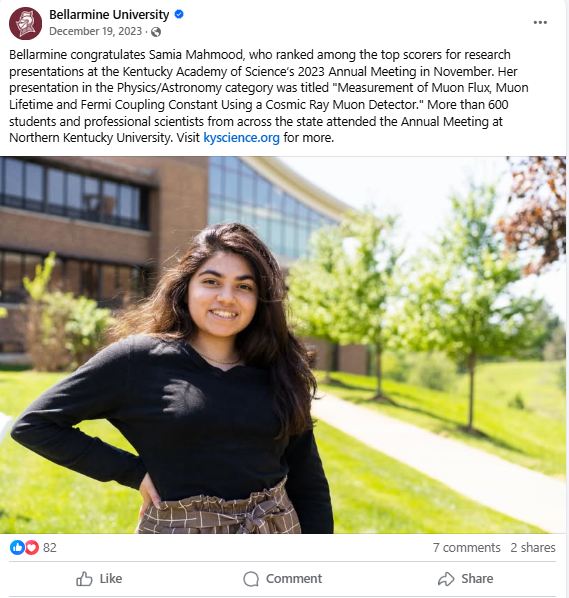 Bellarmine University
December 19, 2023 ·
Bellarmine congratulates Samia Mahmood, who ranked among the top scorers for research
presentations at the Kentucky Academy of Science's 2023 Annual Meeting in November. Her
presentation in the Physics/Astronomy category was titled "Measurement of Muon Flux, Muon
Lifetime and Fermi Coupling Constant Using a Cosmic Ray Muon Detector." More than 600
students and professional scientists from across the state attended the Annual Meeting at
Northern Kentucky University. Visit kyscience.org for more.
82
7 comments 2 shares
Like Comment Share